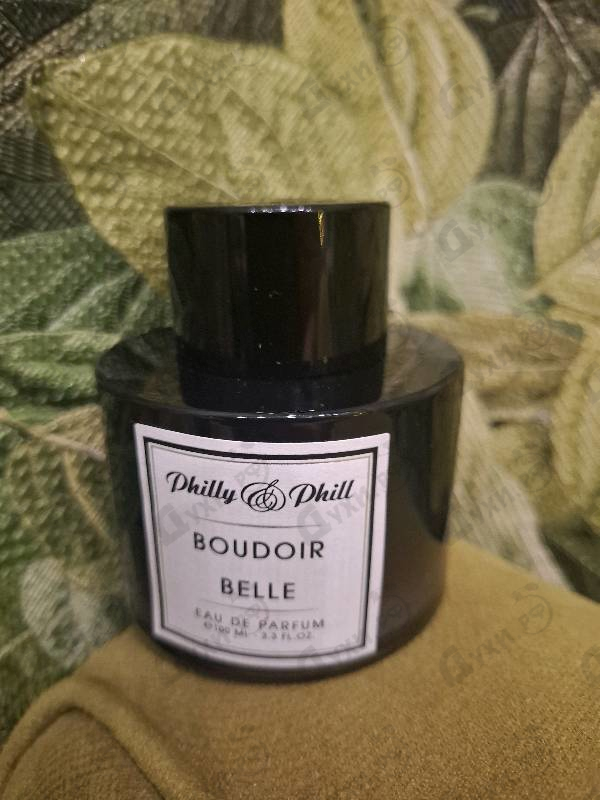 Philly & Phill
BOUDOIR
BELLE
EAU DE PARFUM
℮100 ML - 3.3 FL.OZ.